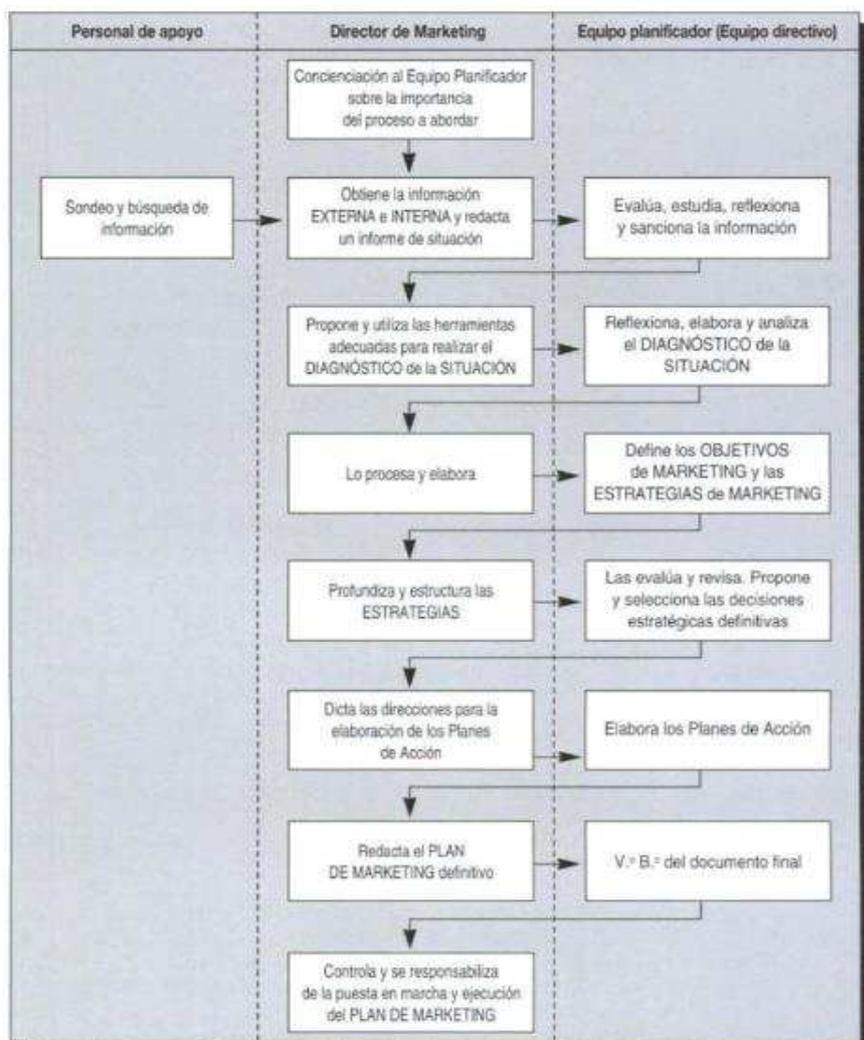 Personal de apoyo
Director de Marketing
Equipo planificador (Equipo directivo)
Concienciación al Equipo Planificador
sobre la importancia
del proceso a abordar
Sondeo y búsqueda de
información
Obtiene la información
EXTERNA e INTERNA y redacta
un informe de situación
Evalúa, estudia, reflexiona
y sanciona la información
Propone y utiliza las herramientas
adecuadas para realizar el
DIAGNÓSTICO de la SITUACIÓN
Reflexiona, elabora y analiza
el DIAGNÓSTICO de la
SITUACIÓN
Lo procesa y elabora
Define los OBJETIVOS
de MARKETING y las
ESTRATEGIAS de MARKETING
Profundiza y estructura las
ESTRATEGIAS
Las evalúa y revisa. Propone
y selecciona las decisiones
estratégicas definitivas
Dicta las direcciones para la
elaboración de los Planes
de Acción
Elabora los Planes de Acción
Redacta el PLAN
DE MARKETING definitivo
V.º B.º del documento final
Controla y se responsabiliza
de la puesta en marcha y ejecución
del PLAN DE MARKETING